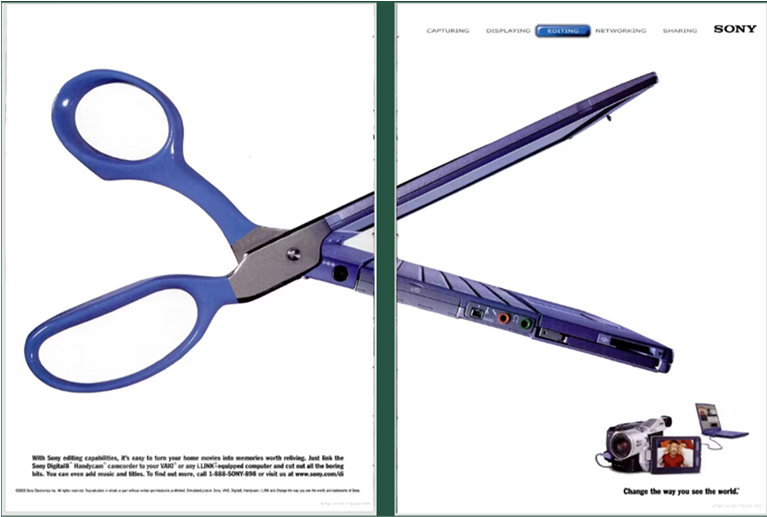 CAPTURING DISPLAYING EDITING NETWORKING SHARING SONY
With Sony editing capabilities, it's easy to turn your home movies into memories worth reliving. Just link the
Sony Digital8™ Handycam™ camcorder to your VAIO™ or any i.LINK™-equipped computer and cut out all the boring
bits. You can even add music and titles. To find out more, call 1-888-SONY-898 or visit us at www.sony.com/di
Change the way you see the world.™